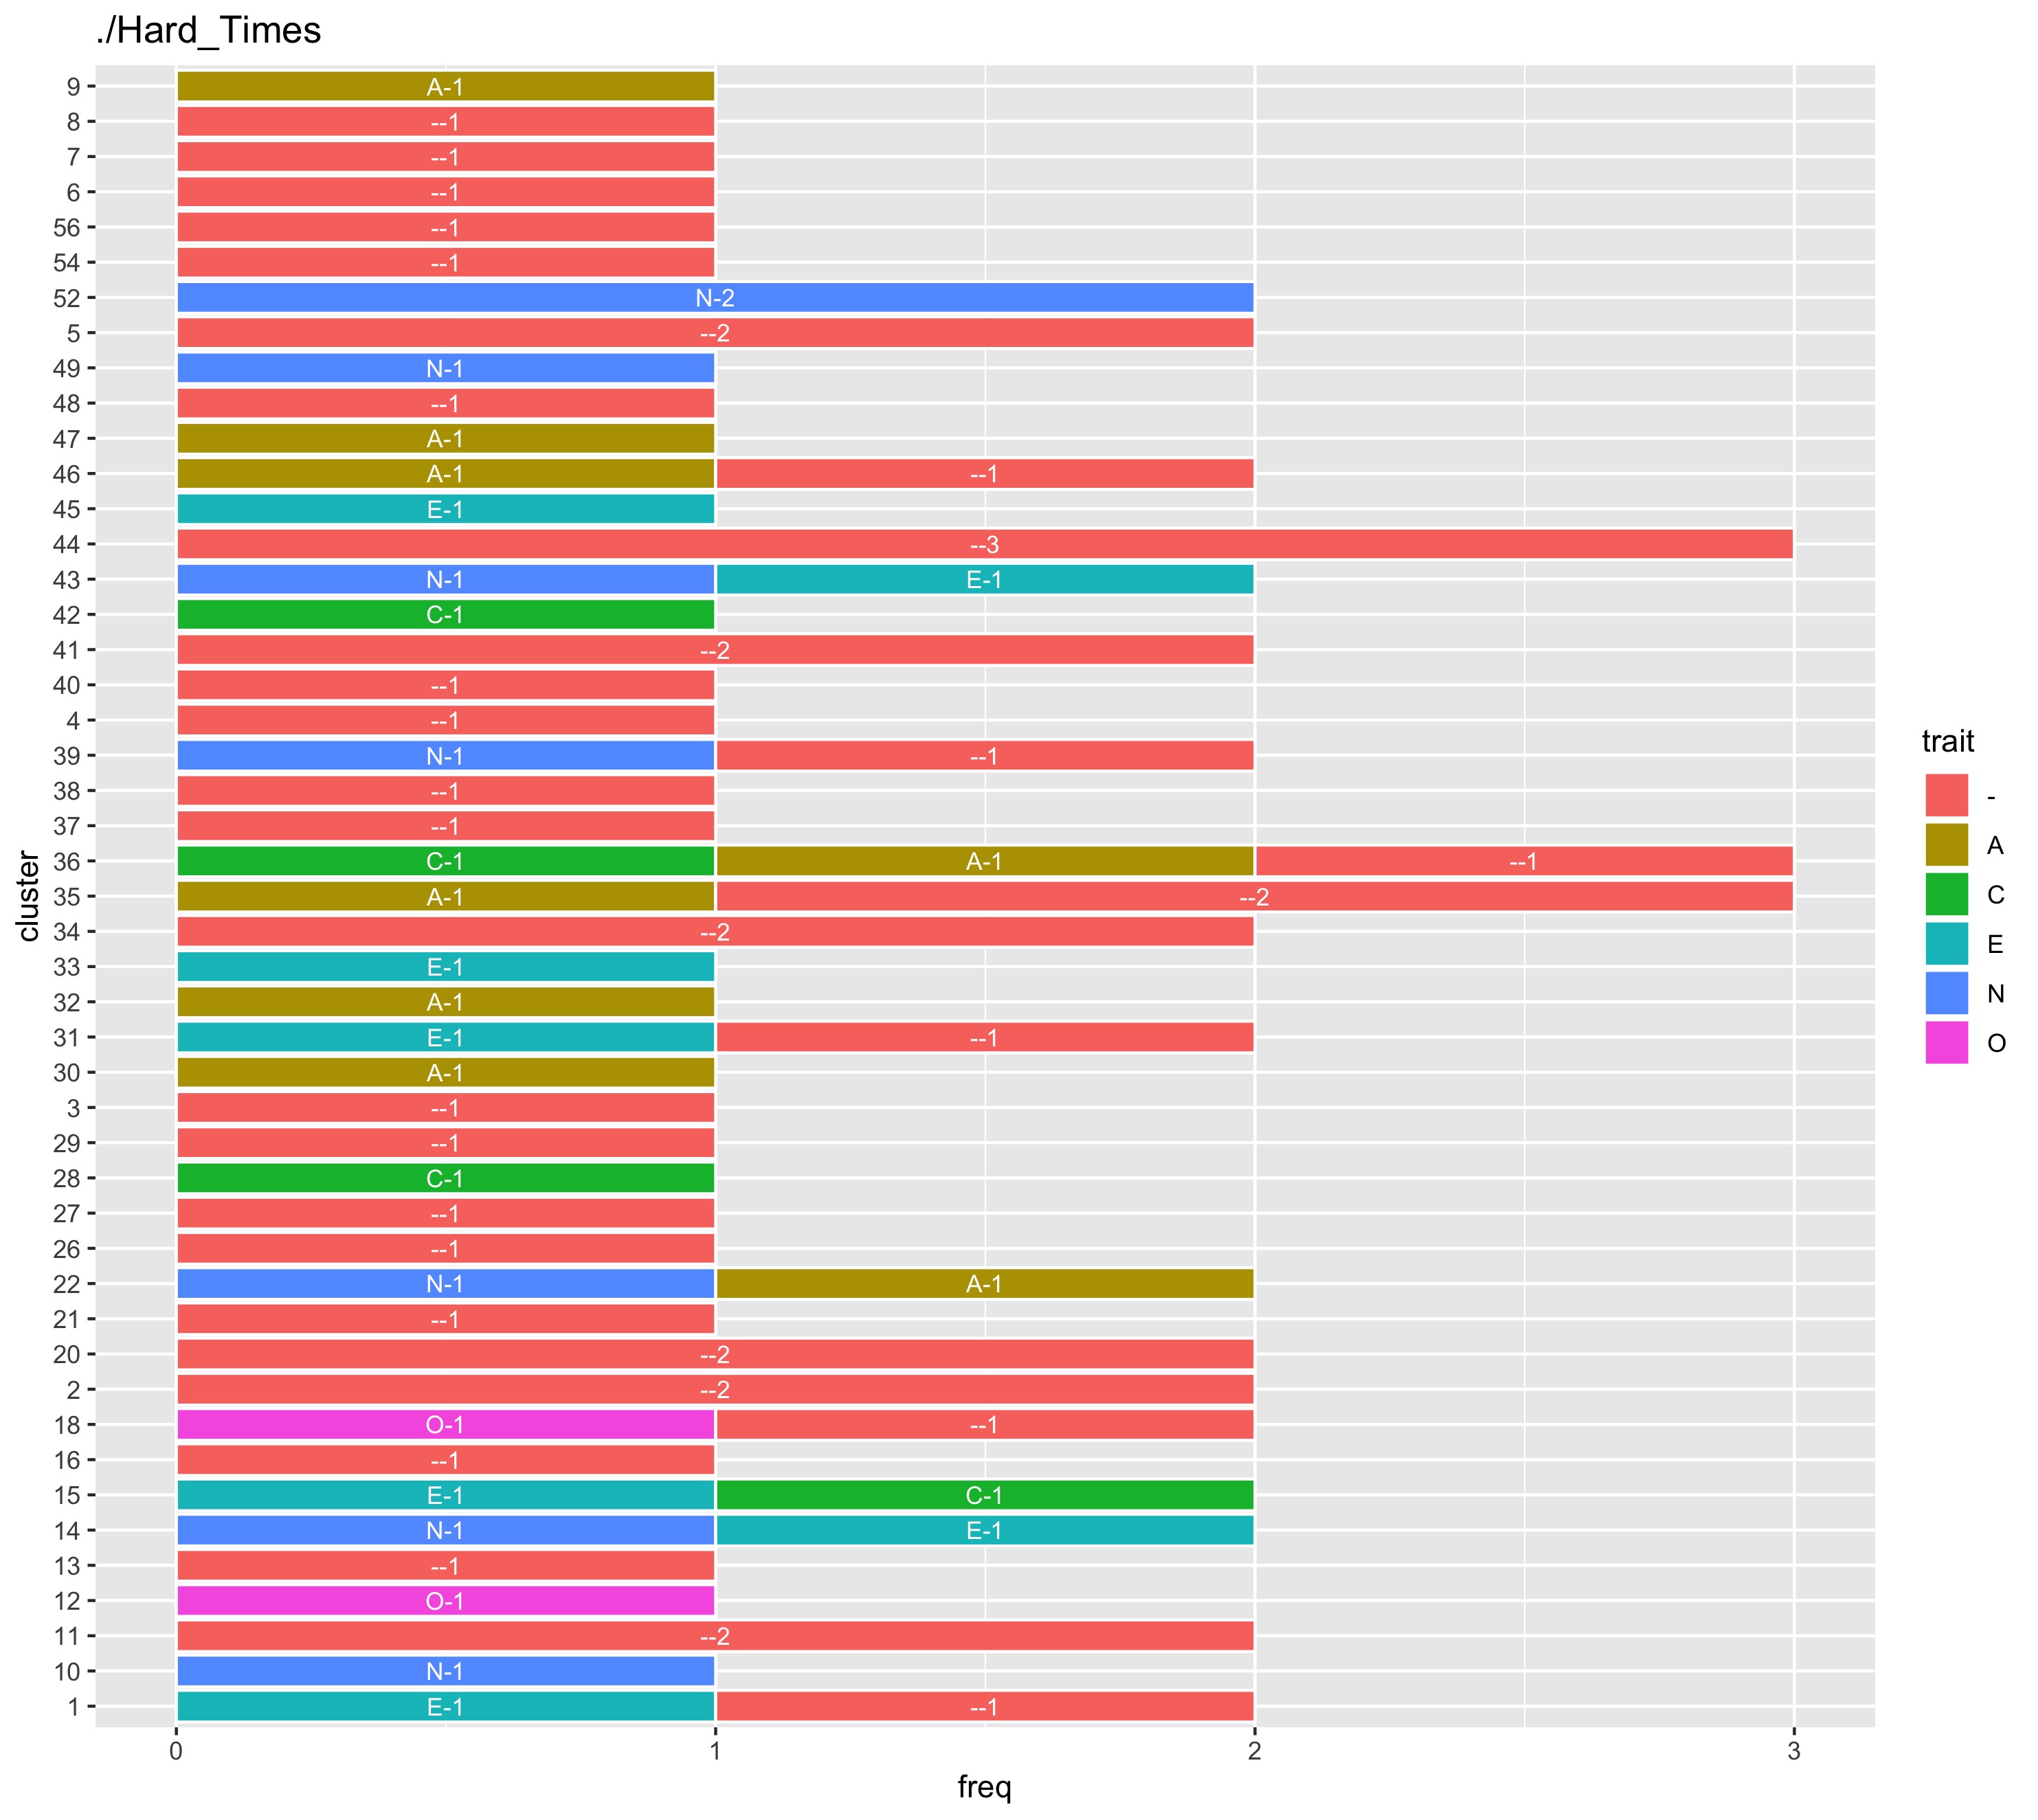 ./Hard_Times
9 A-1
8 --1
7 --1
6 --1
56 --1
54 --1
52 N-2
5 --2
49 N-1
48 --1
47 A-1
46 A-1 --1
45 E-1
44 --3
43 N-1 E-1
42 C-1
41 --2
40 --1
4 --1
39 N-1 --1
38 --1
37 --1
36 C-1 A-1 --1
35 A-1 --2
34 --2
33 E-1
32 A-1
31 E-1 --1
30 A-1
3 --1
29 --1
28 C-1
27 --1
26 --1
22 N-1 A-1
21 --1
20 --2
2 --2
18 O-1 --1
16 --1
15 E-1 C-1
14 N-1 E-1
13 --1
12 O-1
11 --2
10 N-1
1 E-1 --1
0 1 2 3
freq
cluster
trait
-
A
C
E
N
O